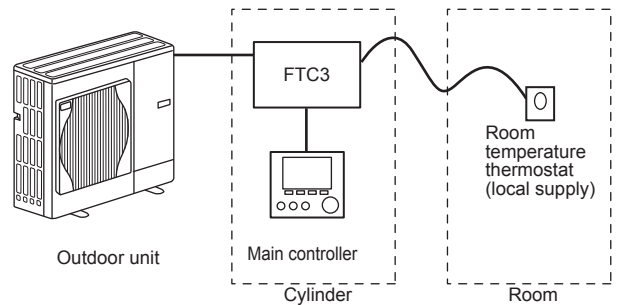 FTC3
Room
temperature
thermostat
(local supply)
Outdoor unit
Main controller
Cylinder
Room